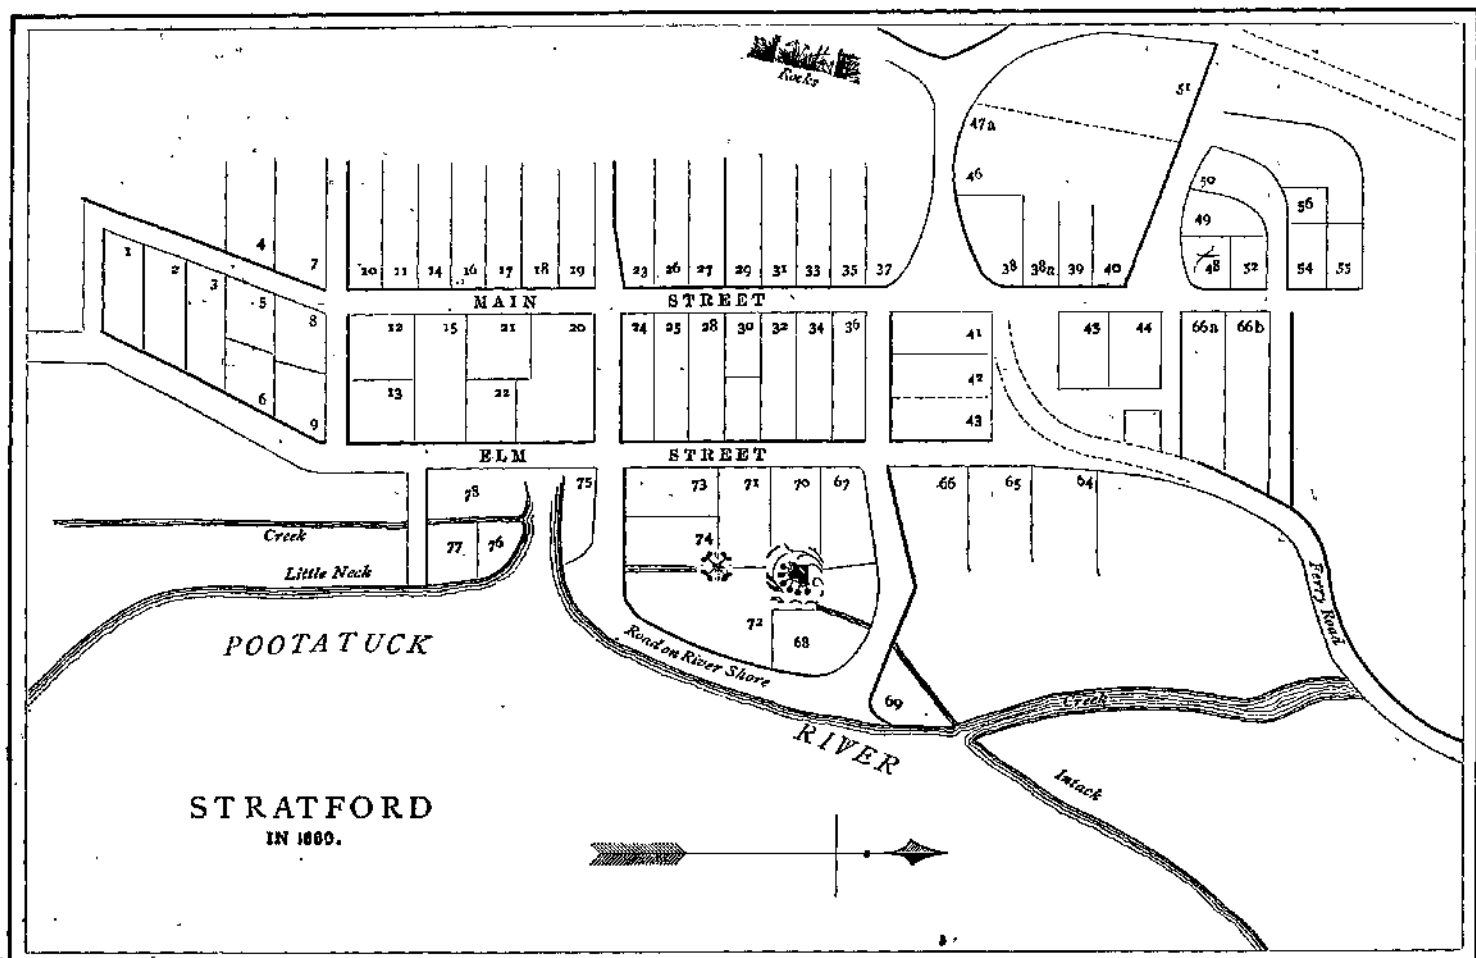 Rocks
51
47a
46
50
49
56
48 52 54 55
4
7
10 11 14 16 17 18 19 23 26 27 29 31 33 35 37
38 38a 39 40
1 2 3 5 8
MAIN STREET
12 15 21 20 24 25 28 30 32 34 36 41 44 66a 66b
13 22 42
6 9 43
ELM STREET
78 75 73 71 70 67 66 65 64
Creek
77 76 74
Little Neck
Ferry Road
POOTATUCK
72 68
Road on River Shore
69
Creek
RIVER
Intack
STRATFORD
IN 1660.